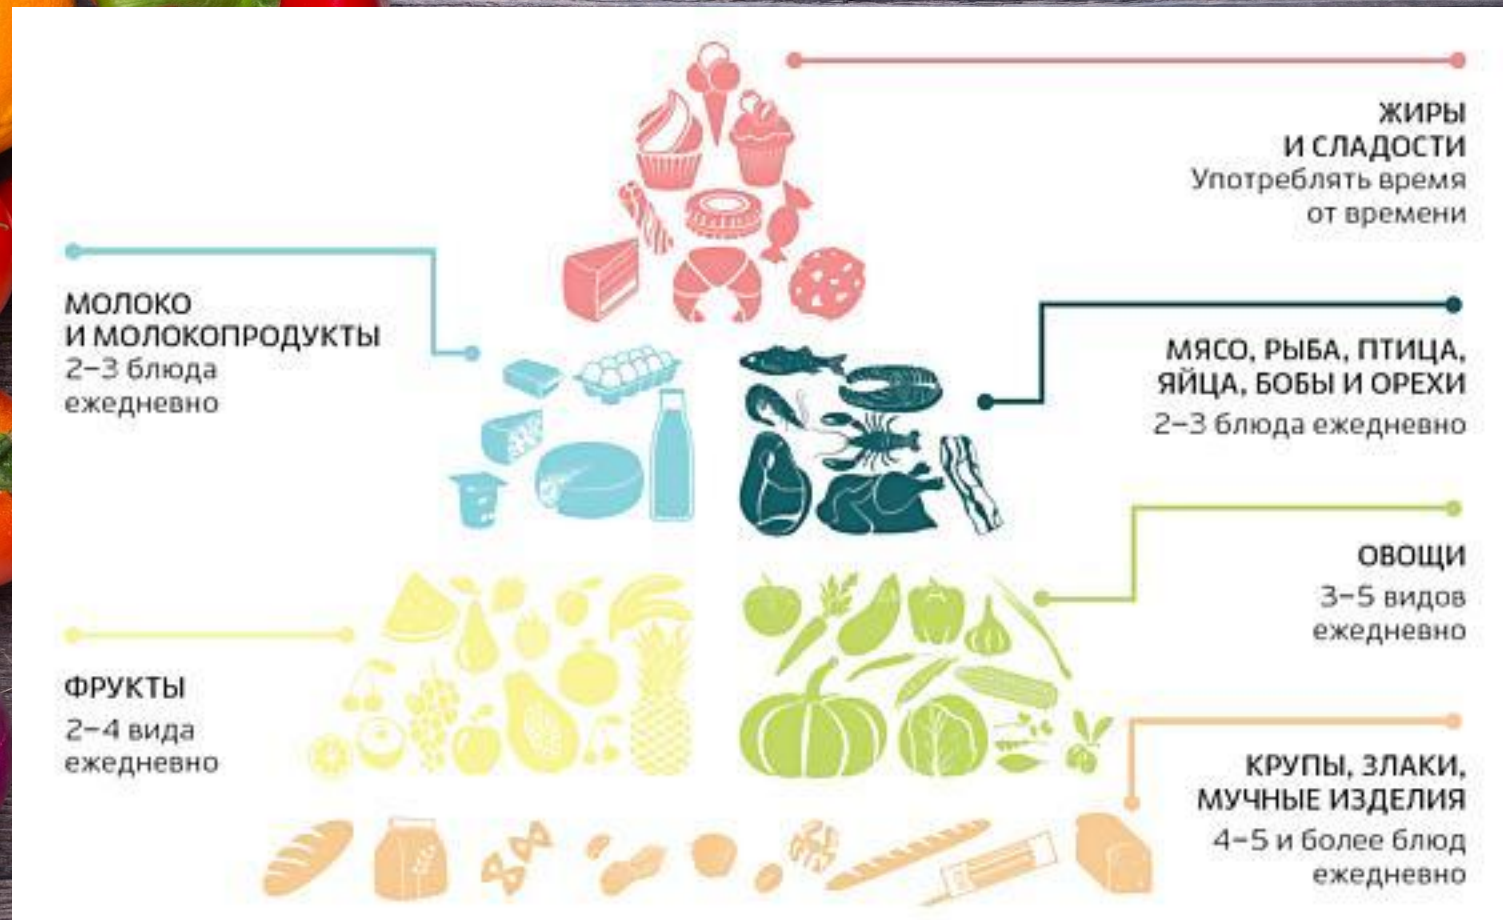 ЖИРЫ
И СЛАДОСТИ
Употреблять время
от времени
МОЛОКО
И МОЛОКОПРОДУКТЫ
2–3 блюда
ежедневно
МЯСО, РЫБА, ПТИЦА,
ЯЙЦА, БОБЫ И ОРЕХИ
2–3 блюда ежедневно
ОВОЩИ
3–5 видов
ежедневно
ФРУКТЫ
2–4 вида
ежедневно
КРУПЫ, ЗЛАКИ,
МУЧНЫЕ ИЗДЕЛИЯ
4–5 и более блюд
ежедневно